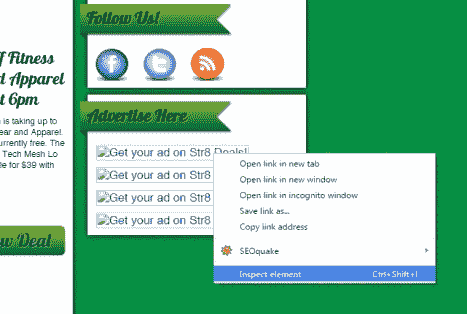 f Fitness
d Apparel
t 6pm
n is taking up to
ear and Apparel.
urrently free. The
Tech Mesh Lo
le for $39 with
ow Deal
Follow Us!
Advertise Here
Get your ad on Str8 Deals!
Get your ad on Str8
Get your ad on Str8
Get your ad on Str8
Open link in new tab
Open link in new window
Open link in incognito window
Save link as...
Copy link address
SEOquake
Inspect element Ctrl+Shift+I